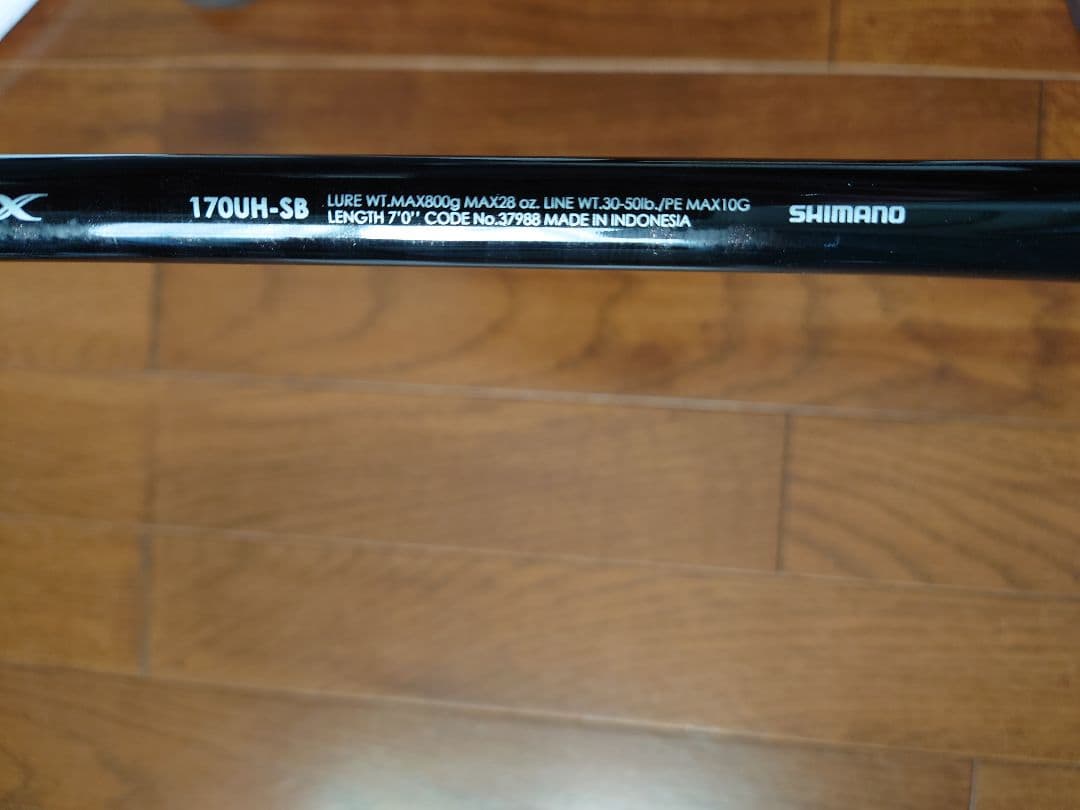 X
170UH-SB
LURE WT.MAX800g MAX28 oz. LINE WT.30-50lb./PE MAX10G
LENGTH 7'0'' CODE No.37988 MADE IN INDONESIA
SHIMANO